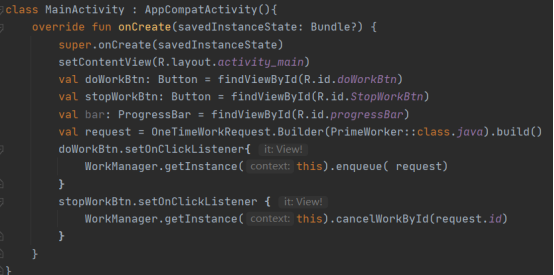 class MainActivity : AppCompatActivity(){
override fun onCreate(savedInstanceState: Bundle?) {
super.onCreate(savedInstanceState)
setContentView(R.layout.activity_main)
val doWorkBtn: Button = findViewById(R.id.doWorkBtn)
val stopWorkBtn: Button = findViewById(R.id.StopWorkBtn)
val bar: ProgressBar = findViewById(R.id.progressBar)
val request = OneTimeWorkRequest.Builder(PrimeWorker::class.java).build()
doWorkBtn.setOnClickListener{ it: View!
WorkManager.getInstance( context: this).enqueue( request)
}
stopWorkBtn.setOnClickListener { it: View!
WorkManager.getInstance( context: this).cancelWorkById(request.id)
}
}
}